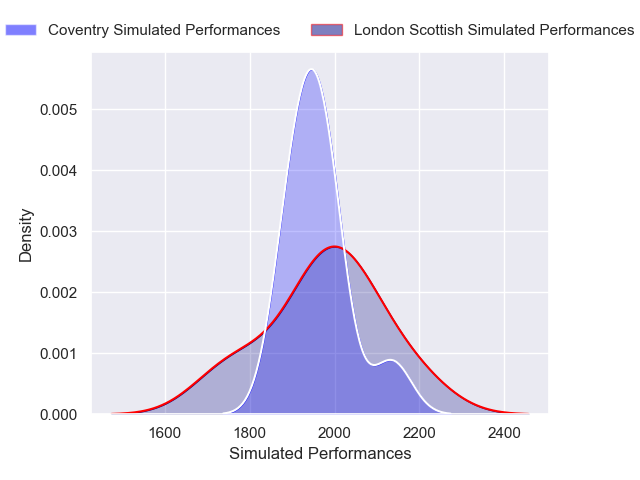 Coventry Simulated Performances London Scottish Simulated Performances
0.005
0.004
0.003
0.002
0.001
0.000
Density
1600 1800 2000 2200 2400
Simulated Performances